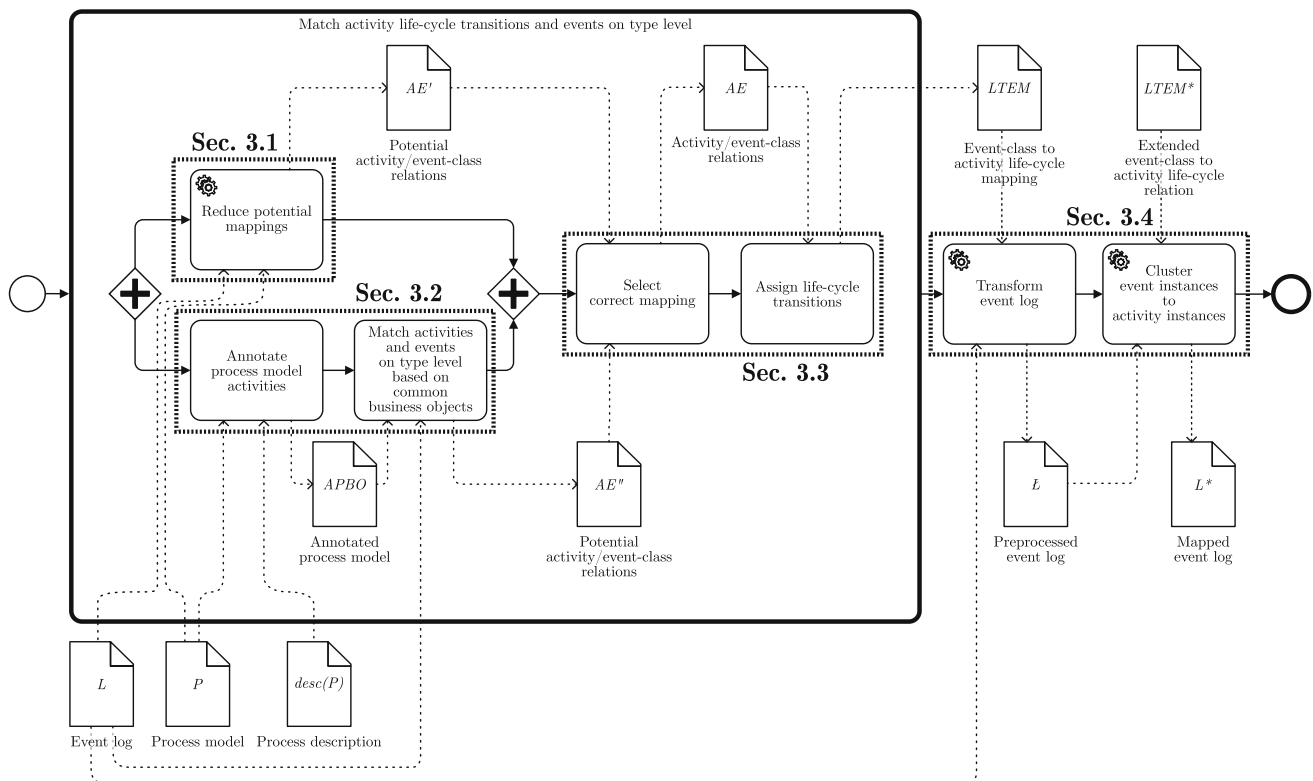 Match activity life-cycle transitions and events on type level
AE'
Potential
activity/event-class
relations
AE
Activity/event-class
relations
LTEM
Event-class to
activity life-cycle
mapping
LTEM*
Extended
event-class to
activity life-cycle
relation
Sec. 3.1
Reduce potential
mappings
Sec. 3.2
Annotate
process model
activities
Match activities
and events
on type level
based on
common
business objects
Select
correct mapping
Assign life-cycle
transitions
Sec. 3.3
Sec. 3.4
Transform
event log
Cluster
event instances
to
activity instances
APBO
Annotated
process model
AE"
Potential
activity/event-class
relations
Ł
Preprocessed
event log
L*
Mapped
event log
L
Event log
P
Process model
desc(P)
Process description